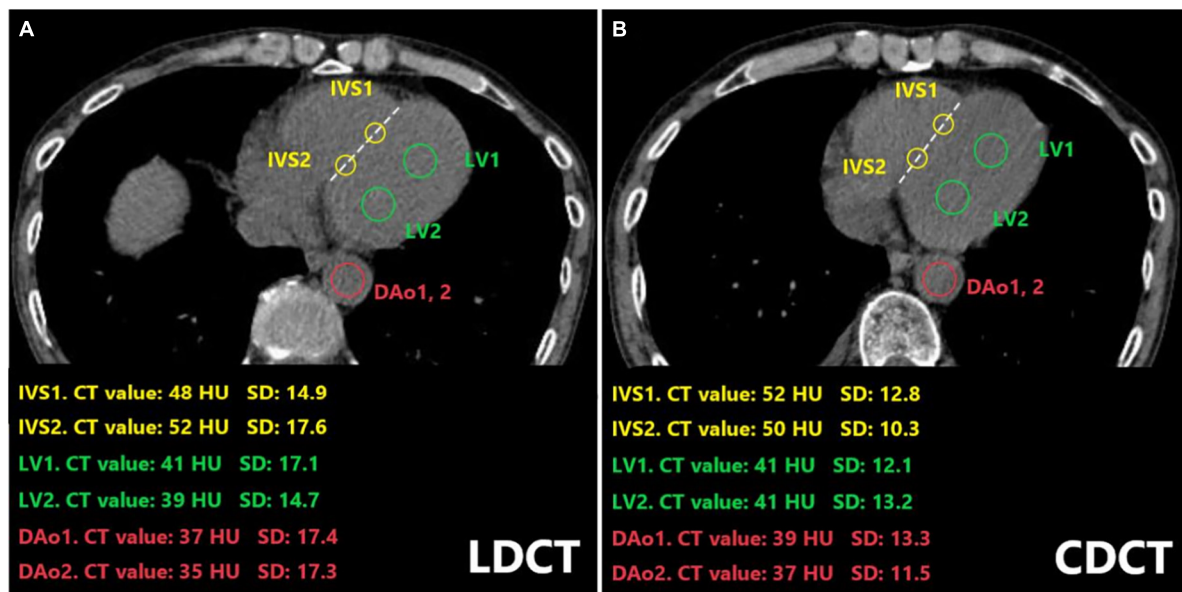 A
IVS1
IVS2
LV1
LV2
DAo1, 2
IVS1. CT value: 48 HU SD: 14.9
IVS2. CT value: 52 HU SD: 17.6
LV1. CT value: 41 HU SD: 17.1
LV2. CT value: 39 HU SD: 14.7
DAo1. CT value: 37 HU SD: 17.4
DAo2. CT value: 35 HU SD: 17.3
LDCT
B
IVS1
IVS2
LV1
LV2
DAo1, 2
IVS1. CT value: 52 HU SD: 12.8
IVS2. CT value: 50 HU SD: 10.3
LV1. CT value: 41 HU SD: 12.1
LV2. CT value: 41 HU SD: 13.2
DAo1. CT value: 39 HU SD: 13.3
DAo2. CT value: 37 HU SD: 11.5
CDCT